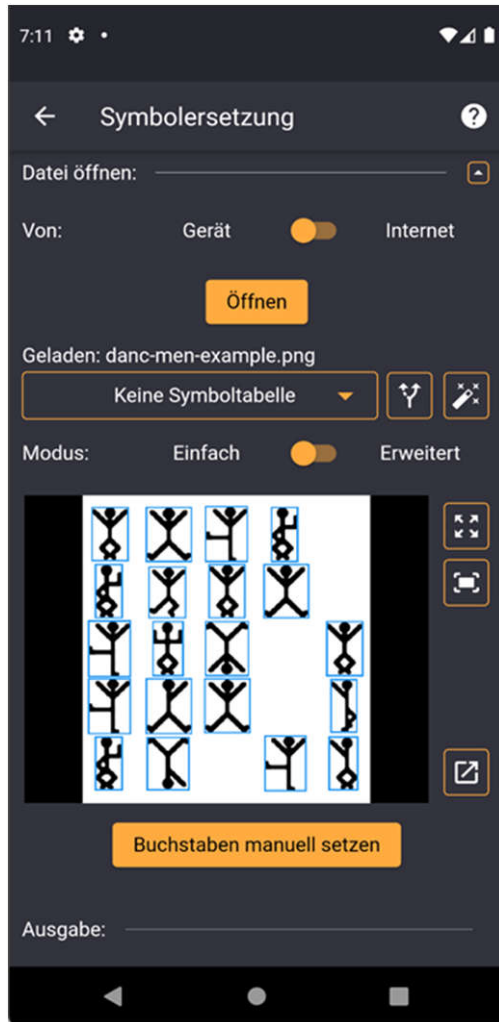 7:11
Symbolersetzung
Datei öffnen:
Von: Gerät Internet
Öffnen
Geladen: danc-men-example.png
Keine Symboltabelle
Modus: Einfach Erweitert
Buchstaben manuell setzen
Ausgabe: